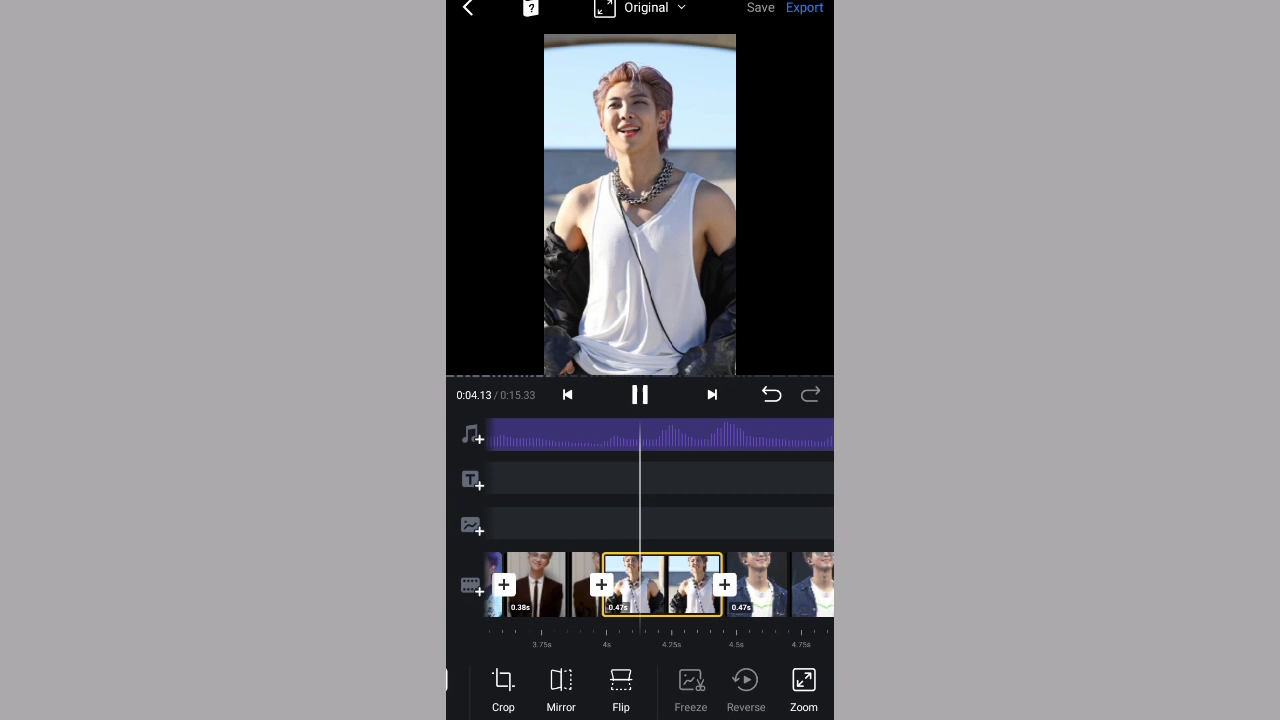 ?
Original
Save
Export
0:04.13 / 0:15.33
T
0.38s
0.47s
0.47s
3.75s
4s
4.25s
4.5s
4.75s
Crop
Mirror
Flip
Freeze
Reverse
Zoom